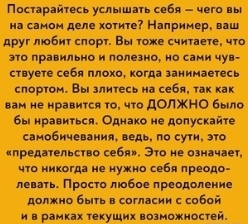 Постарайтесь услышать себя – чего вы
на самом деле хотите? Например, ваш
друг любит спорт. Вы тоже считаете, что
это правильно и полезно, но сами чув-
ствуете себя плохо, когда занимаетесь
спортом. Вы злитесь на себя, так как
вам не нравится то, что ДОЛЖНО было
бы нравиться. Однако не допускайте
самобичевания, ведь, по сути, это
«предательство себя». Это не означает,
что никогда не нужно себя преодо-
левать. Просто любое преодоление
должно быть в согласии с собой
и в рамках текущих возможностей.